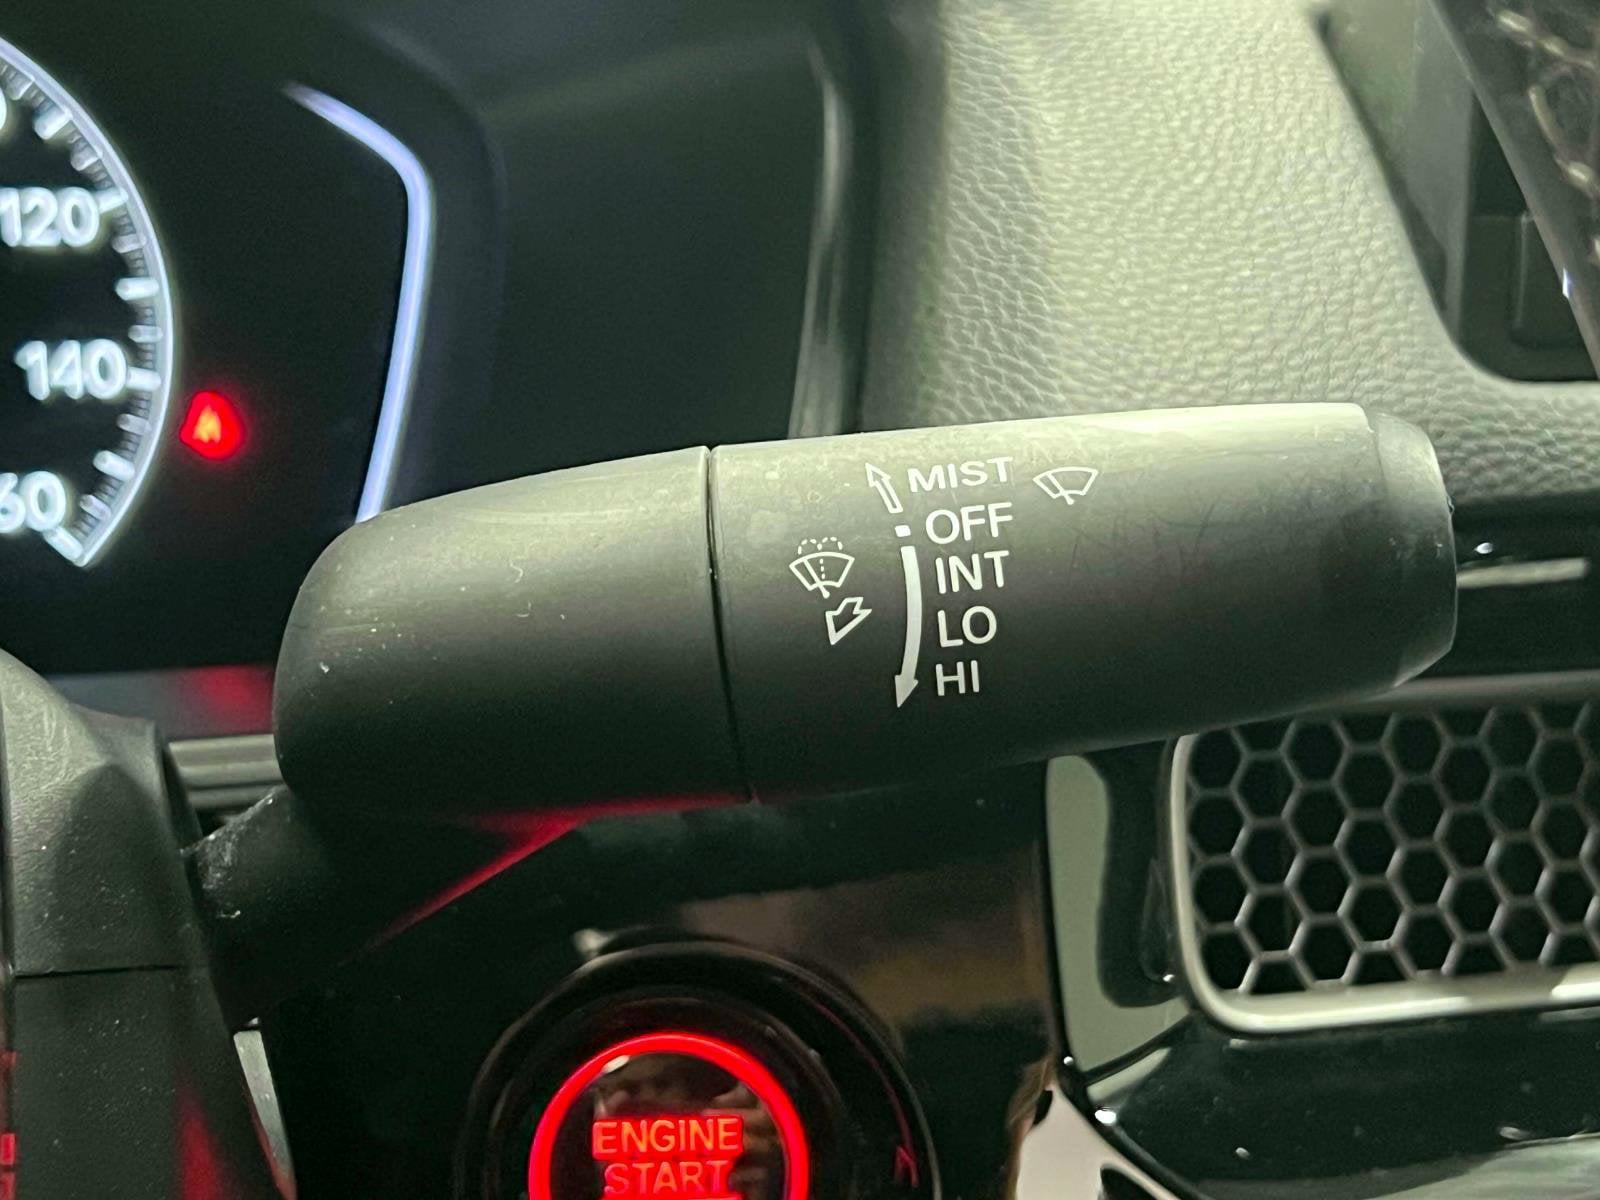 120
140
60
MIST
OFF
INT
LO
HI
ENGINE
START